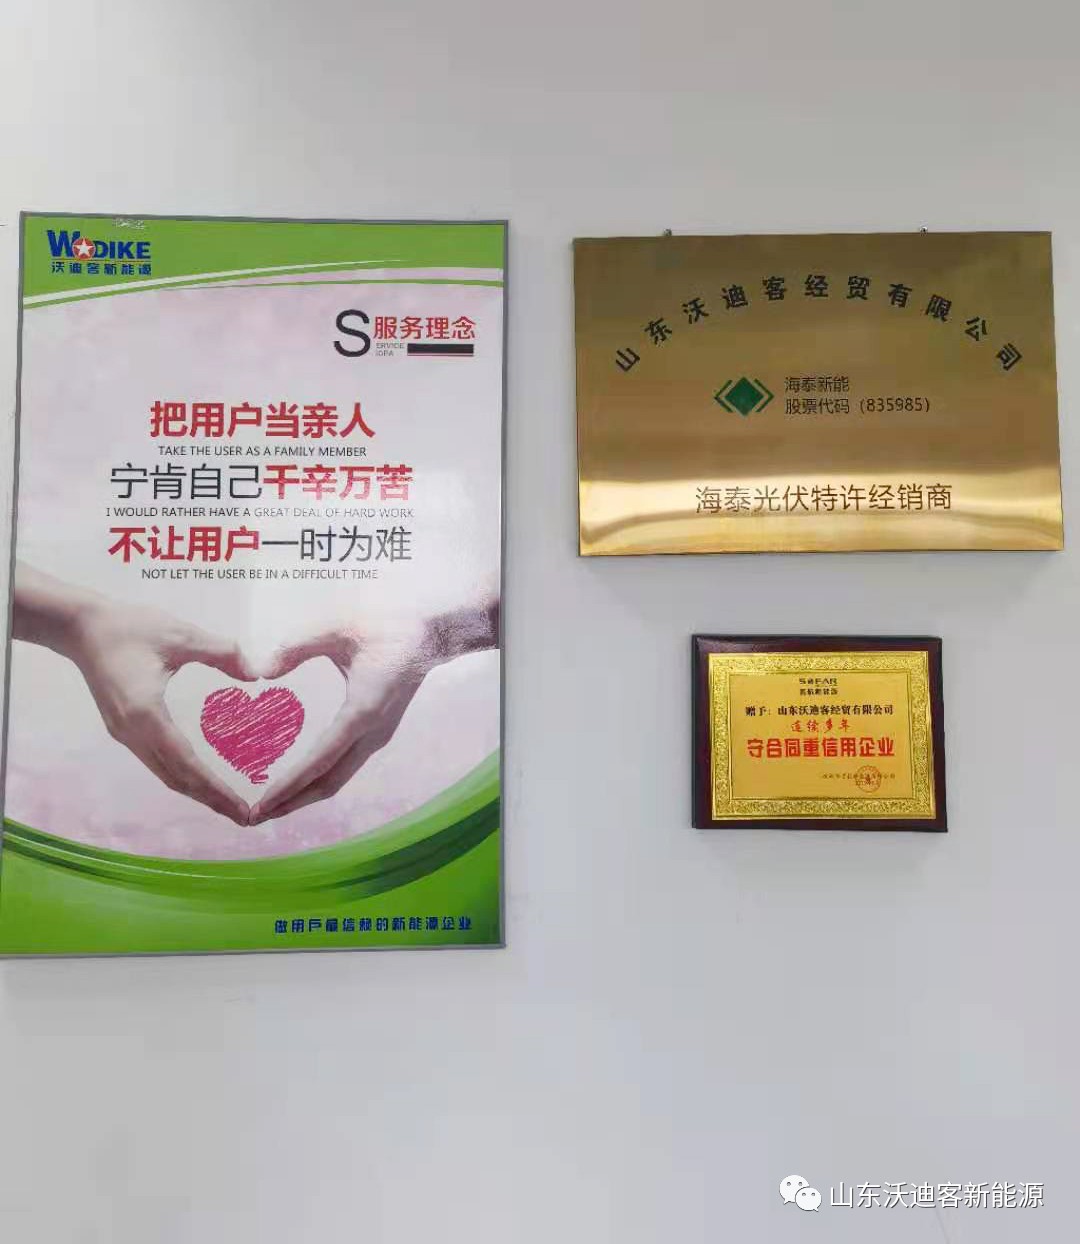 WODIKE
沃迪客新能源
S服务理念
ERVICE
IDPA
把用户当亲人
TAKE THE USER AS A FAMILY MEMBER
宁肯自己千辛万苦
I WOULD RATHER HAVE A GREAT DEAL OF HARD WORK
不让用户一时为难
NOT LET THE USER BE IN A DIFFICULT TIME
做用户最信赖的新能源企业
山东沃迪客经贸有限公司
海泰新能
股票代码（835985）
海泰光伏特许经销商
SOFAR
赠予：山东沃迪客经贸有限公司
连续多年
守合同重信用企业
山东沃迪客新能源